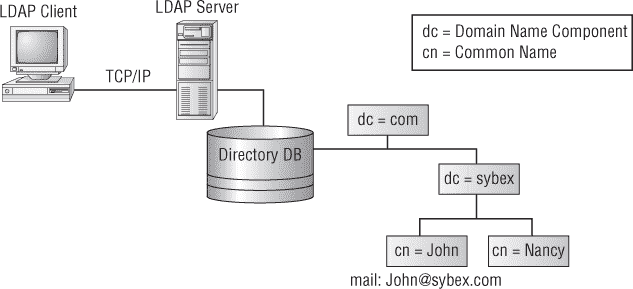 LDAP Client
LDAP Server
TCP/IP
dc = Domain Name Component
cn = Common Name
Directory DB
dc = com
dc = sybex
cn = John
cn = Nancy
mail: John@sybex.com